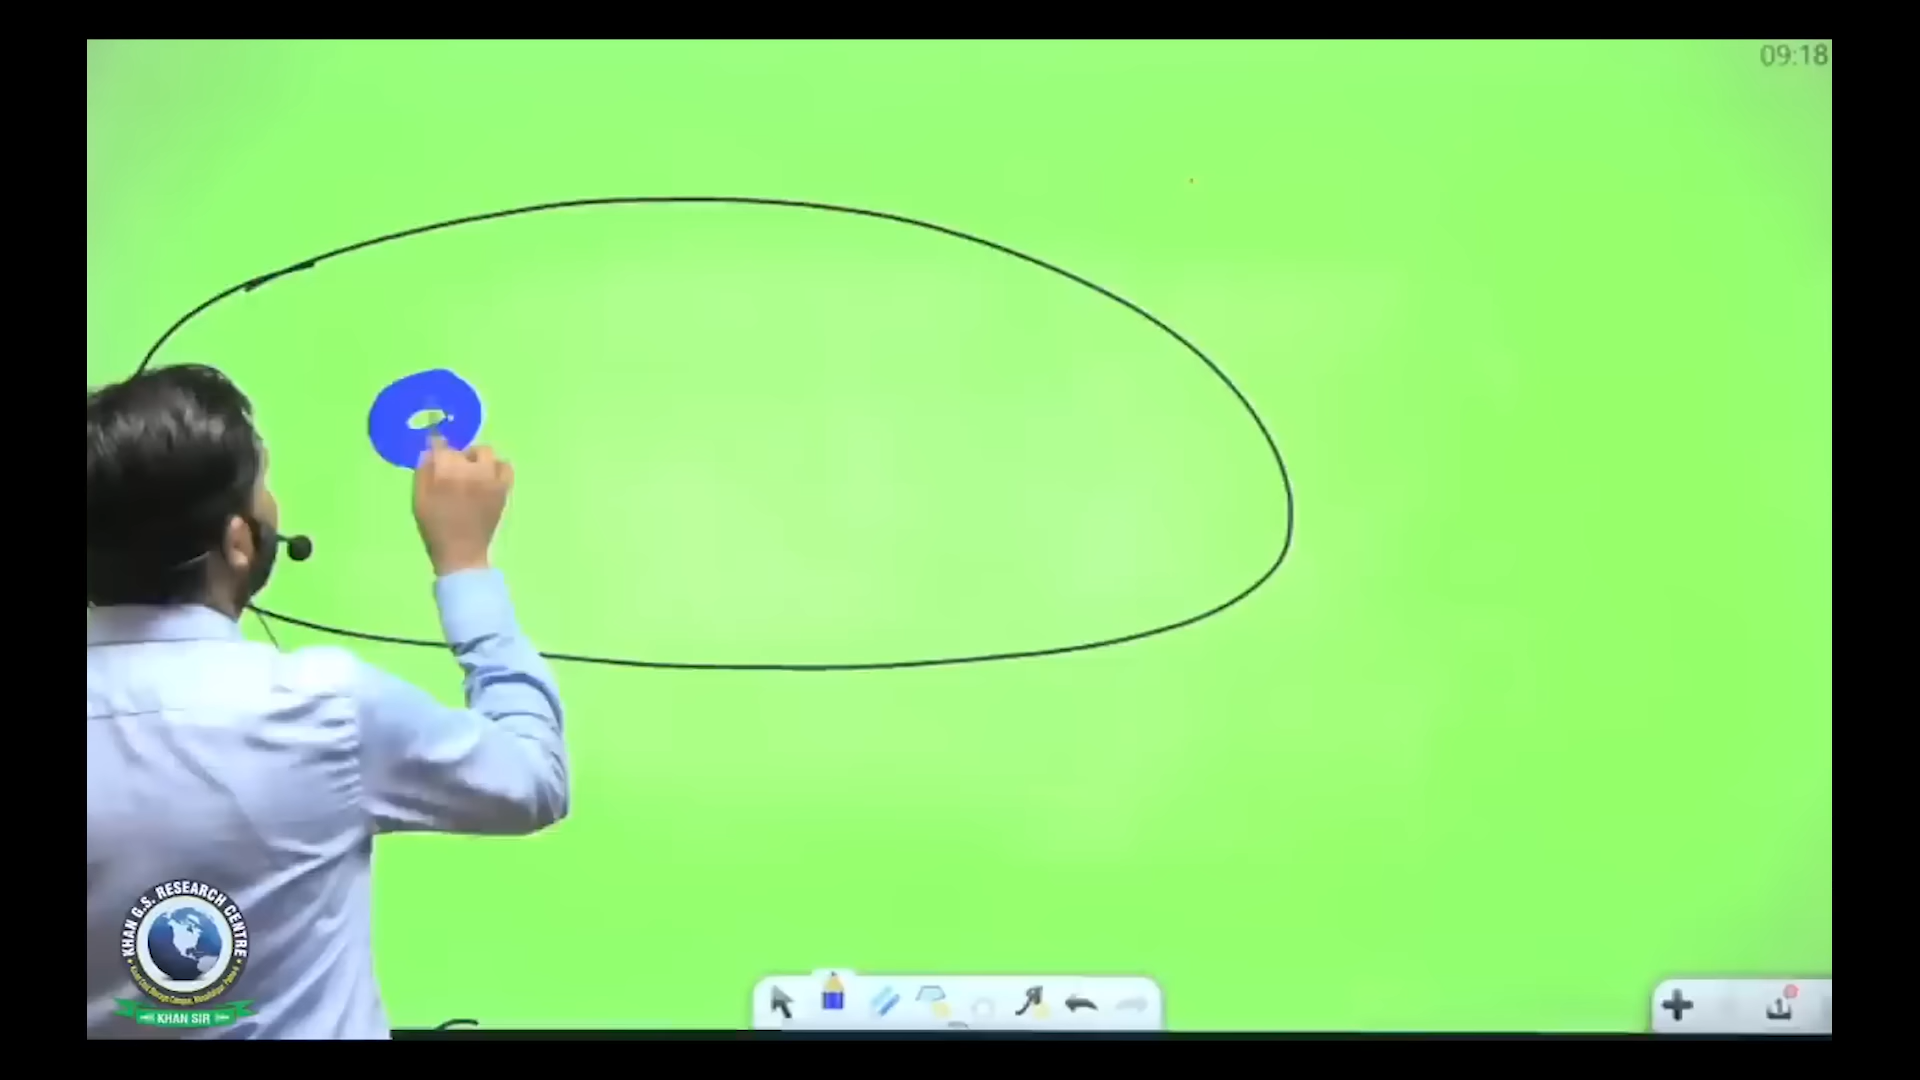 09:18
KHAN G.S. RESEARCH CENTRE
KHAN SIR